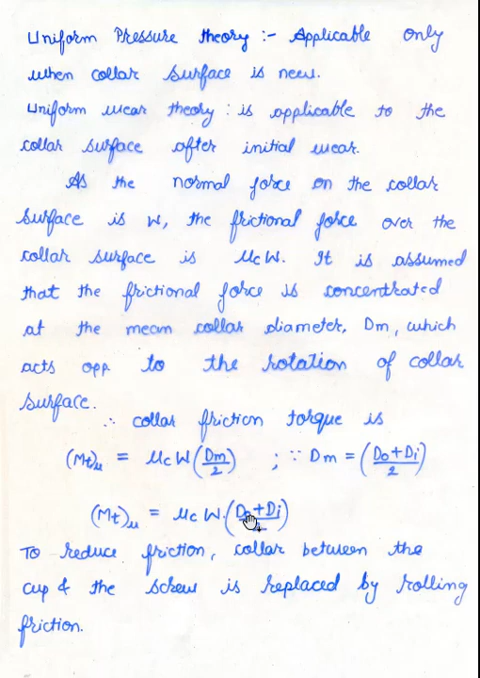 Uniform Pressure theory :- Applicable only
when collar surface is new.
Uniform wear theory : is applicable to the
collar surface after initial wear.
As the normal force on the collar
surface is W, the frictional force over the
collar surface is μcW. It is assumed
that the frictional force is concentrated
at the mean collar diameter, Dm, which
acts opp. to the rotation of collar
surface.
∴ collar friction torque is
(Mt)μ = μc W (Dm/2) ; ∵ Dm = (Do+Di/2)
(Mt)μ = μc W. (Do+Di/4)
To reduce friction, collar between the
cup & the screw is replaced by rolling
friction.